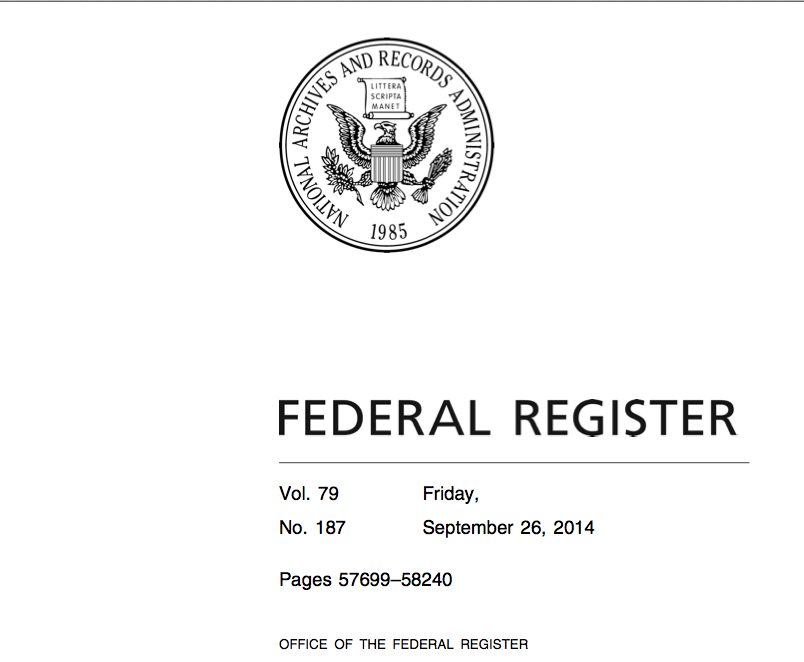 NATIONAL ARCHIVES AND RECORDS ADMINISTRATION
LITTERA
SCRIPTA
MANET
1985
FEDERAL REGISTER
Vol. 79 Friday,
No. 187 September 26, 2014
Pages 57699–58240
OFFICE OF THE FEDERAL REGISTER